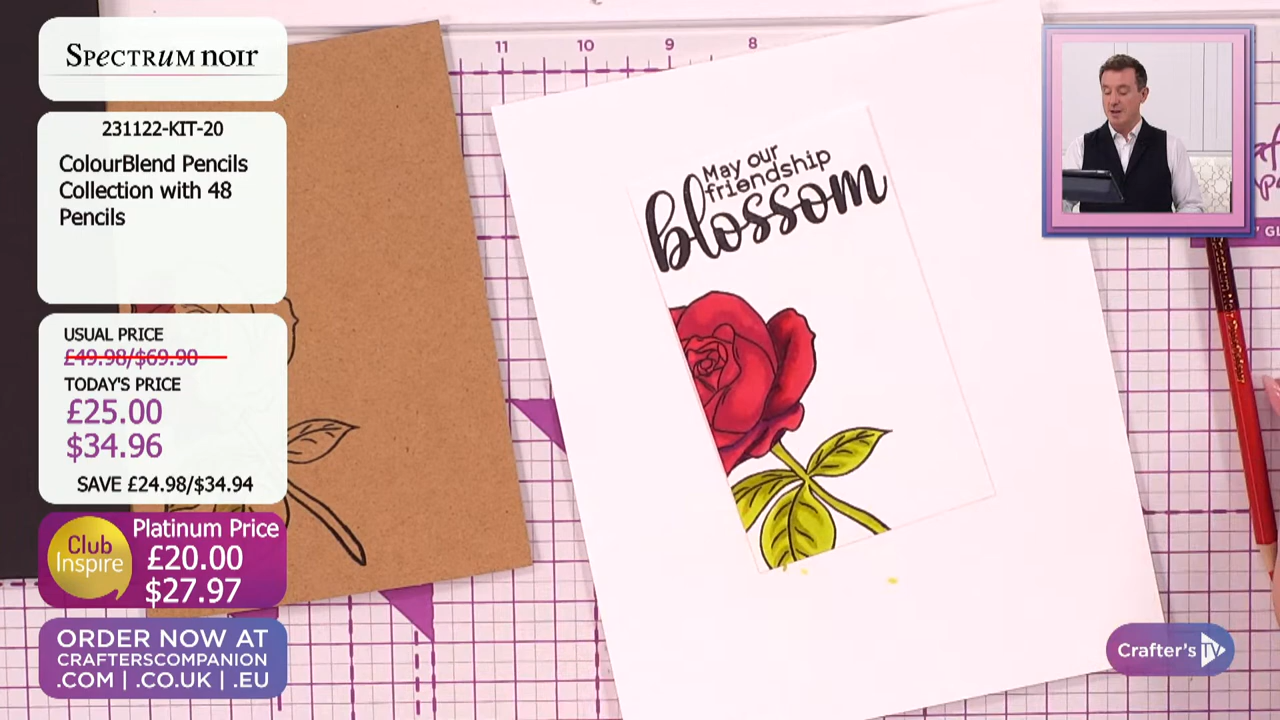 SPECTRUM NOIR
231122-KIT-20
ColourBlend Pencils
Collection with 48
Pencils
USUAL PRICE
£49.98/$69.90
TODAY'S PRICE
£25.00
$34.96
SAVE £24.98/$34.94
Club
Inspire
Platinum Price
£20.00
$27.97
ORDER NOW AT
CRAFTERSCOMPANION
.COM | .CO.UK | .EU
11 10 9 8
May our
friendship
blossom
Crafter's TV